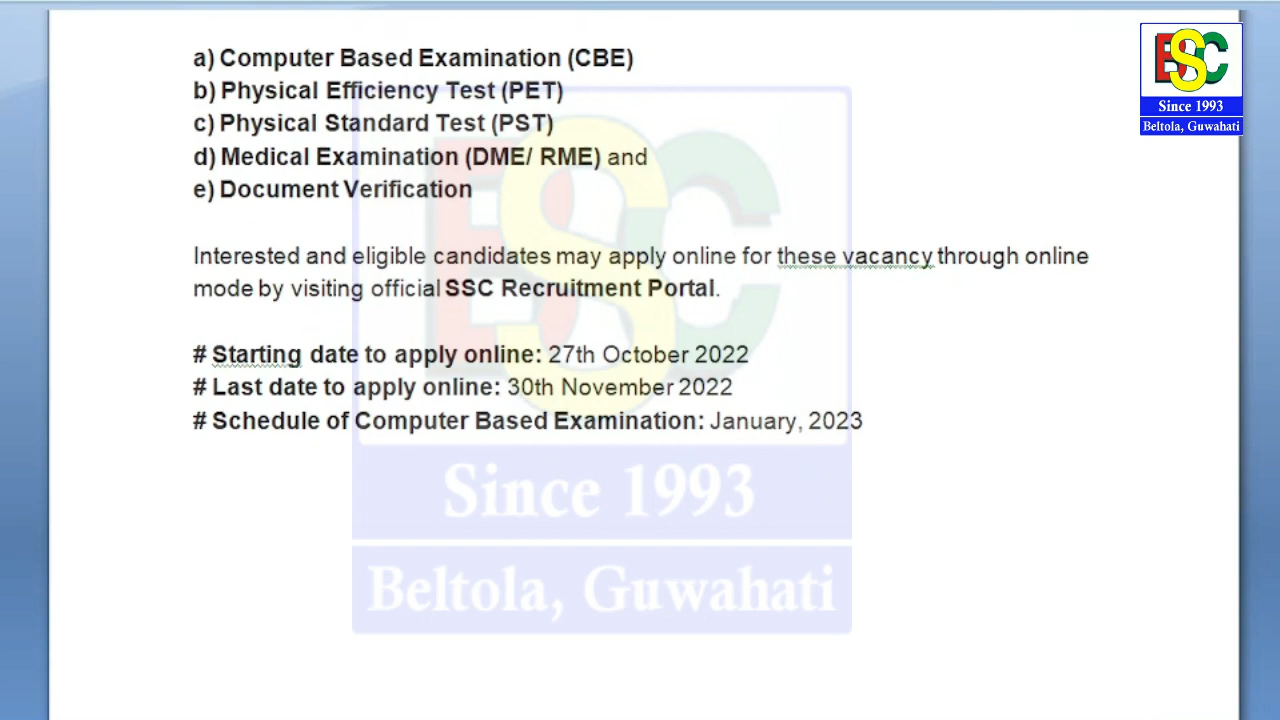 a) Computer Based Examination (CBE)
b) Physical Efficiency Test (PET)
c) Physical Standard Test (PST)
d) Medical Examination (DME/ RME) and
e) Document Verification
Interested and eligible candidates may apply online for these vacancy through online
mode by visiting official SSC Recruitment Portal.
# Starting date to apply online: 27th October 2022
# Last date to apply online: 30th November 2022
# Schedule of Computer Based Examination: January, 2023
ESC
Since 1993
Beltola, Guwahati
ESC
Since 1993
Beltola, Guwahati